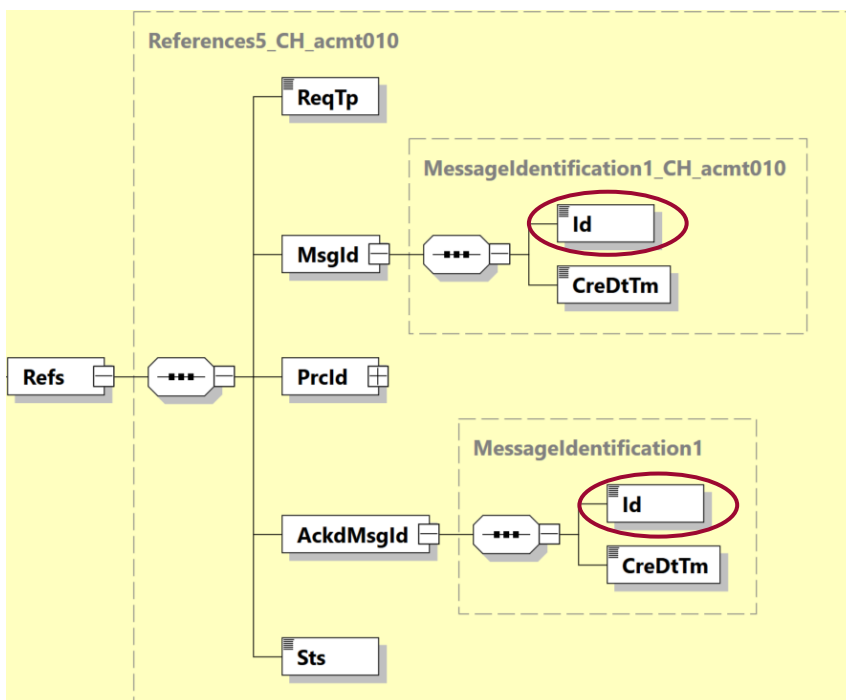 References5_CH_acmt010
ReqTp
MessageIdentification1_CH_acmt010
Id
MsgId
CreDtTm
Refs
PrcId
MessageIdentification1
Id
AckdMsgId
CreDtTm
Sts